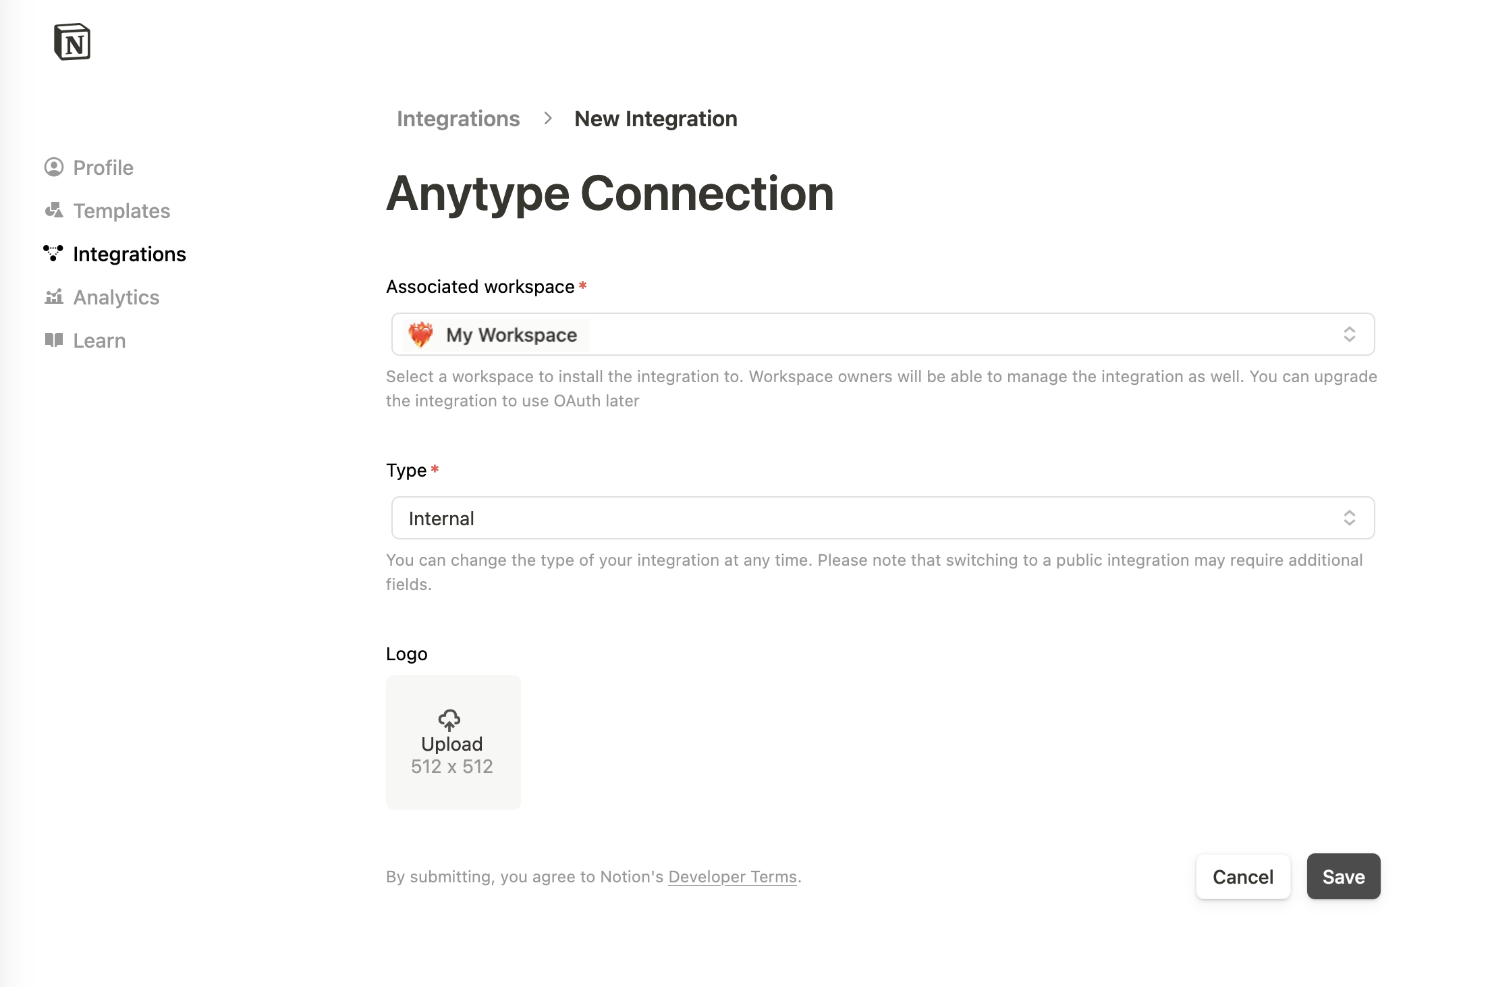 N
Integrations > New Integration
Profile
Templates
Integrations
Analytics
Learn
Anytype Connection
Associated workspace *
My Workspace
Select a workspace to install the integration to. Workspace owners will be able to manage the integration as well. You can upgrade
the integration to use OAuth later
Type *
Internal
You can change the type of your integration at any time. Please note that switching to a public integration may require additional
fields.
Logo
Upload
512 x 512
By submitting, you agree to Notion's Developer Terms.
Cancel
Save